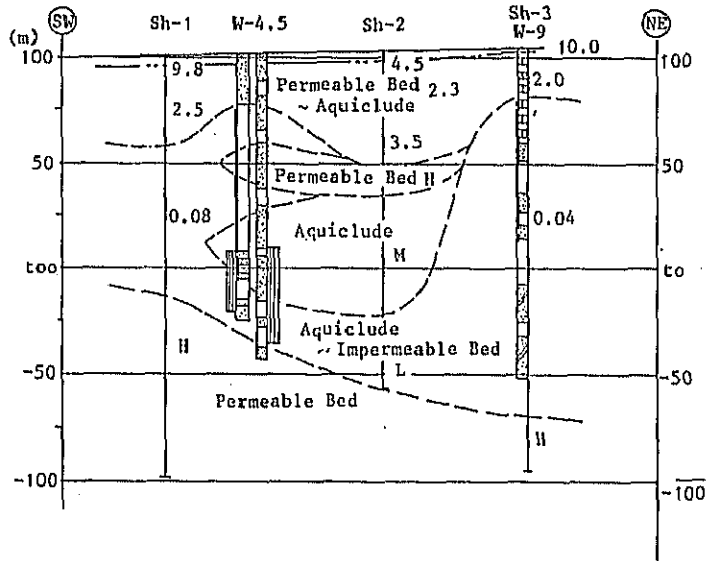 SW Sh-1 W-4.5 Sh-2 Sh-3 NE
W-9
(m)
100 9.8 4.5 10.0 100
Permeable Bed 2.3 2.0
~ Aquiclude
2.5
3.5
50 50
Permeable Bed H
0.08 0.04
Aquiclude
M
±00 ±0
Aquiclude
~ Impermeable Bed
H
L
-50 -50
Permeable Bed
H
-100 -100